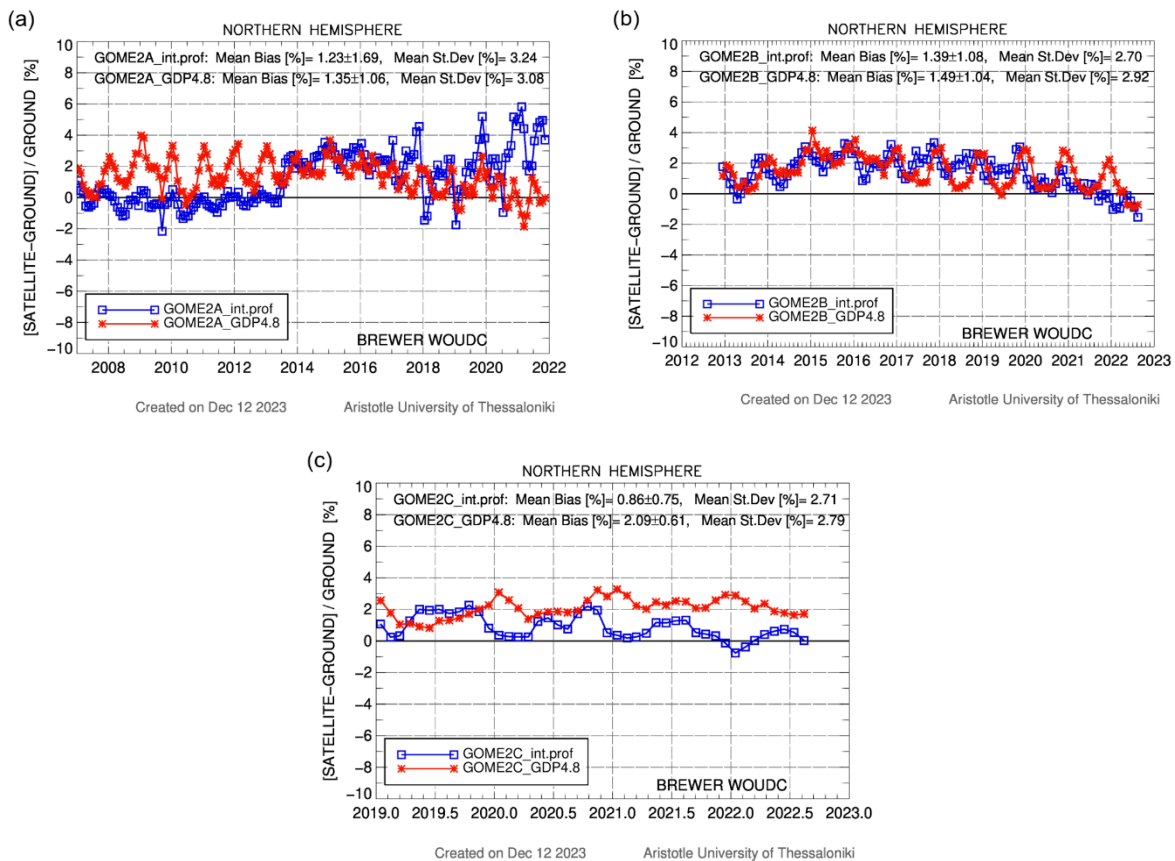 (a)
NORTHERN HEMISPHERE
GOME2A_int.prof: Mean Bias [%]= 1.23±1.69, Mean St.Dev [%]= 3.24
GOME2A_GDP4.8: Mean Bias [%]= 1.35±1.06, Mean St.Dev [%]= 3.08
[SATELLITE-GROUND] / GROUND [%]
10
8
6
4
2
0
-2
-4
-6
-8
-10
GOME2A_int.prof
GOME2A_GDP4.8
BREWER WOUDC
2008 2010 2012 2014 2016 2018 2020 2022
Created on Dec 12 2023 Aristotle University of Thessaloniki
(b)
NORTHERN HEMISPHERE
GOME2B_int.prof: Mean Bias [%]= 1.39±1.08, Mean St.Dev [%]= 2.70
GOME2B_GDP4.8: Mean Bias [%]= 1.49±1.04, Mean St.Dev [%]= 2.92
[SATELLITE-GROUND] / GROUND [%]
10
8
6
4
2
0
-2
-4
-6
-8
-10
GOME2B_int.prof
GOME2B_GDP4.8
BREWER WOUDC
2012 2013 2014 2015 2016 2017 2018 2019 2020 2021 2022 2023
Created on Dec 12 2023 Aristotle University of Thessaloniki
(c)
NORTHERN HEMISPHERE
GOME2C_int.prof: Mean Bias [%]= 0.86±0.75, Mean St.Dev [%]= 2.71
GOME2C_GDP4.8: Mean Bias [%]= 2.09±0.61, Mean St.Dev [%]= 2.79
[SATELLITE-GROUND] / GROUND [%]
10
8
6
4
2
0
-2
-4
-6
-8
-10
GOME2C_int.prof
GOME2C_GDP4.8
BREWER WOUDC
2019.0 2019.5 2020.0 2020.5 2021.0 2021.5 2022.0 2022.5 2023.0
Created on Dec 12 2023 Aristotle University of Thessaloniki